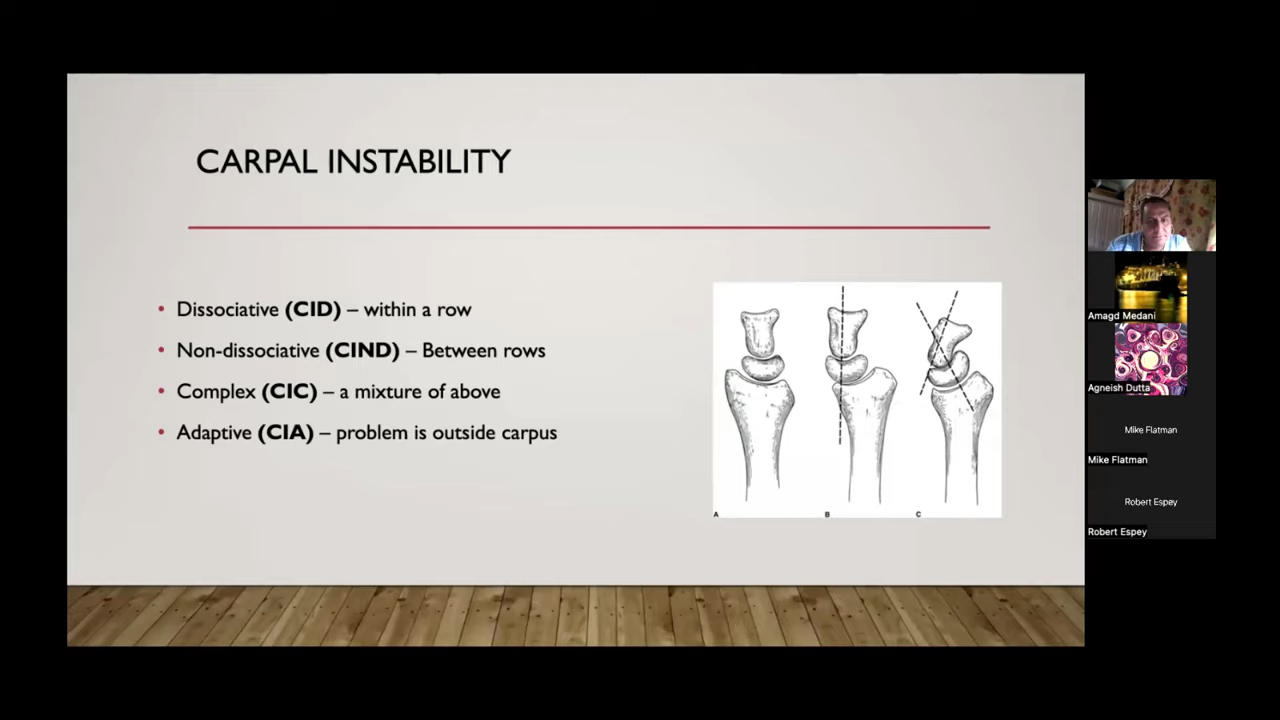 CARPAL INSTABILITY
• Dissociative (CID) – within a row
• Non-dissociative (CIND) – Between rows
• Complex (CIC) – a mixture of above
• Adaptive (CIA) – problem is outside carpus
A B C
Amagd Medani
Agneish Dutta
Mike Flatman
Mike Flatman
Robert Espey
Robert Espey